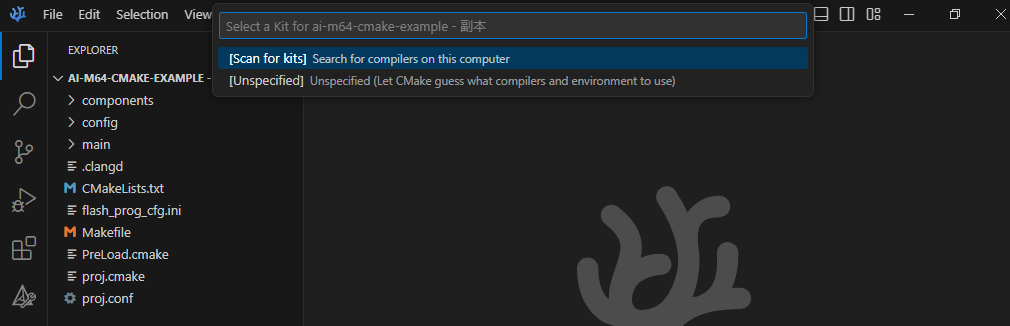 File Edit Selection View
Select a Kit for ai-m64-cmake-example - 副本
[Scan for kits] Search for compilers on this computer
[Unspecified] Unspecified (Let CMake guess what compilers and environment to use)
EXPLORER
AI-M64-CMAKE-EXAMPLE -
components
config
main
.clangd
CMakeLists.txt
flash_prog_cfg.ini
Makefile
PreLoad.cmake
proj.cmake
proj.conf